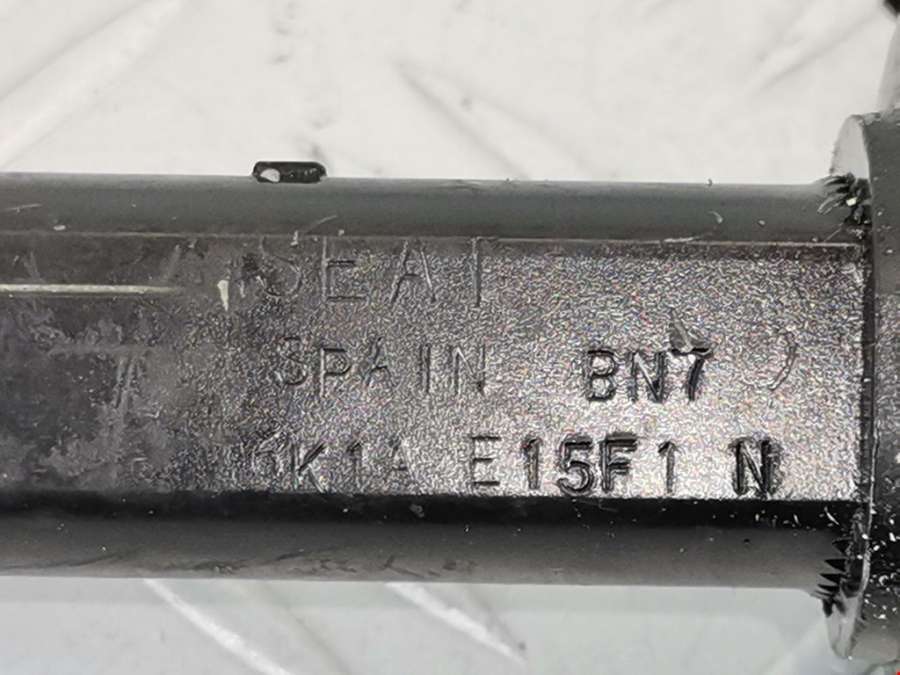 SEAT
SPAIN BN7
6K1A E15F1 N